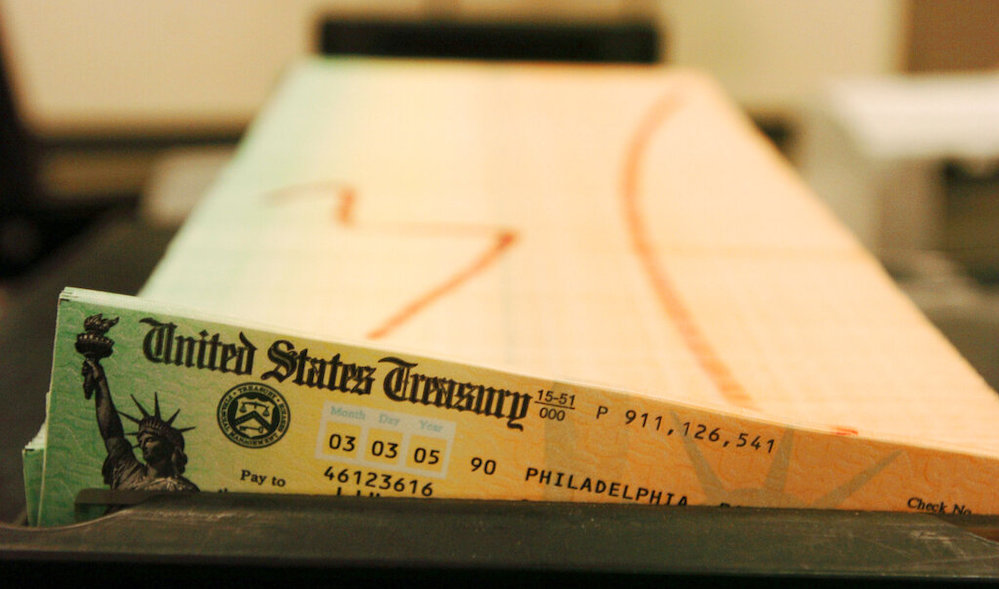 United States Treasury 15-51 000 P 911,126,541
Month Day Year
03 03 05 90 PHILADELPHIA,
Pay to 46123616
Check No.